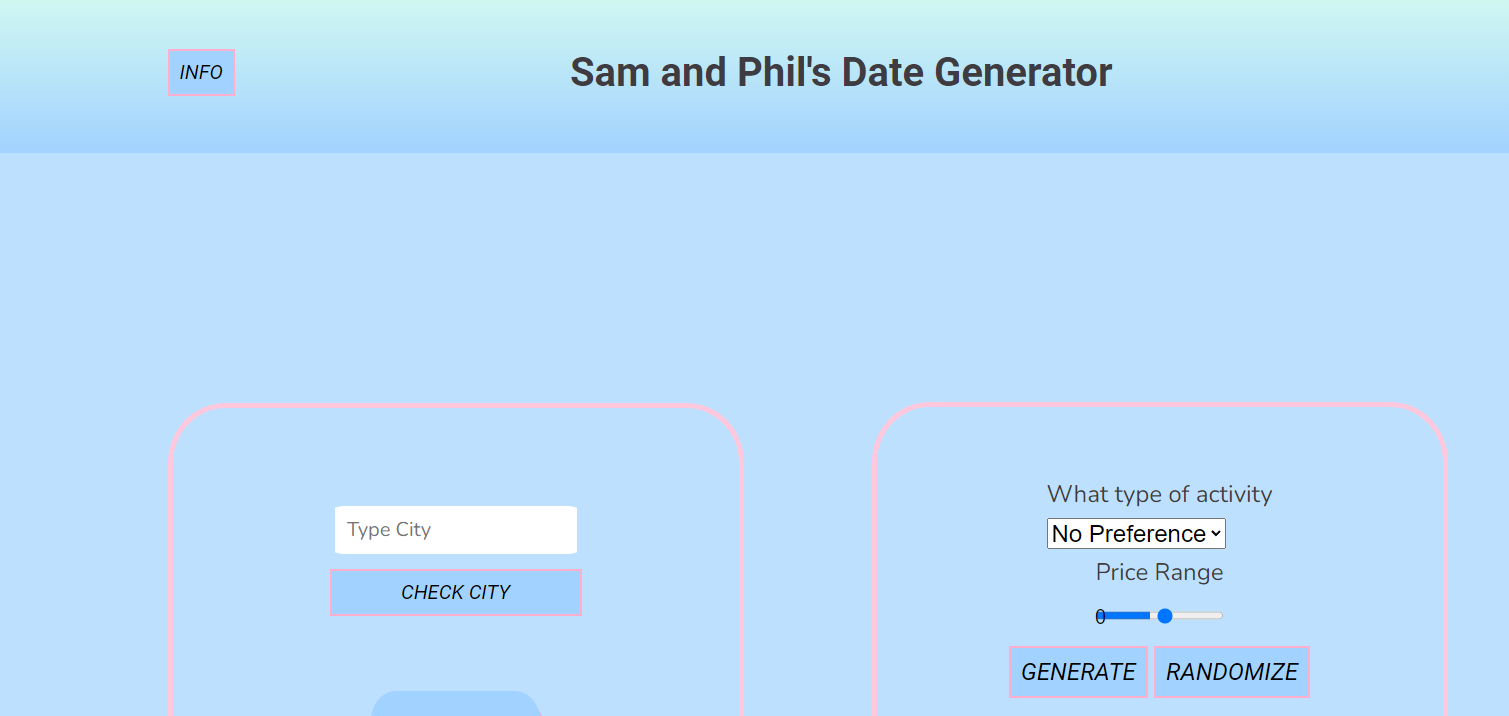 INFO
Sam and Phil's Date Generator
Type City
CHECK CITY
What type of activity
No Preference
Price Range
0
GENERATE
RANDOMIZE